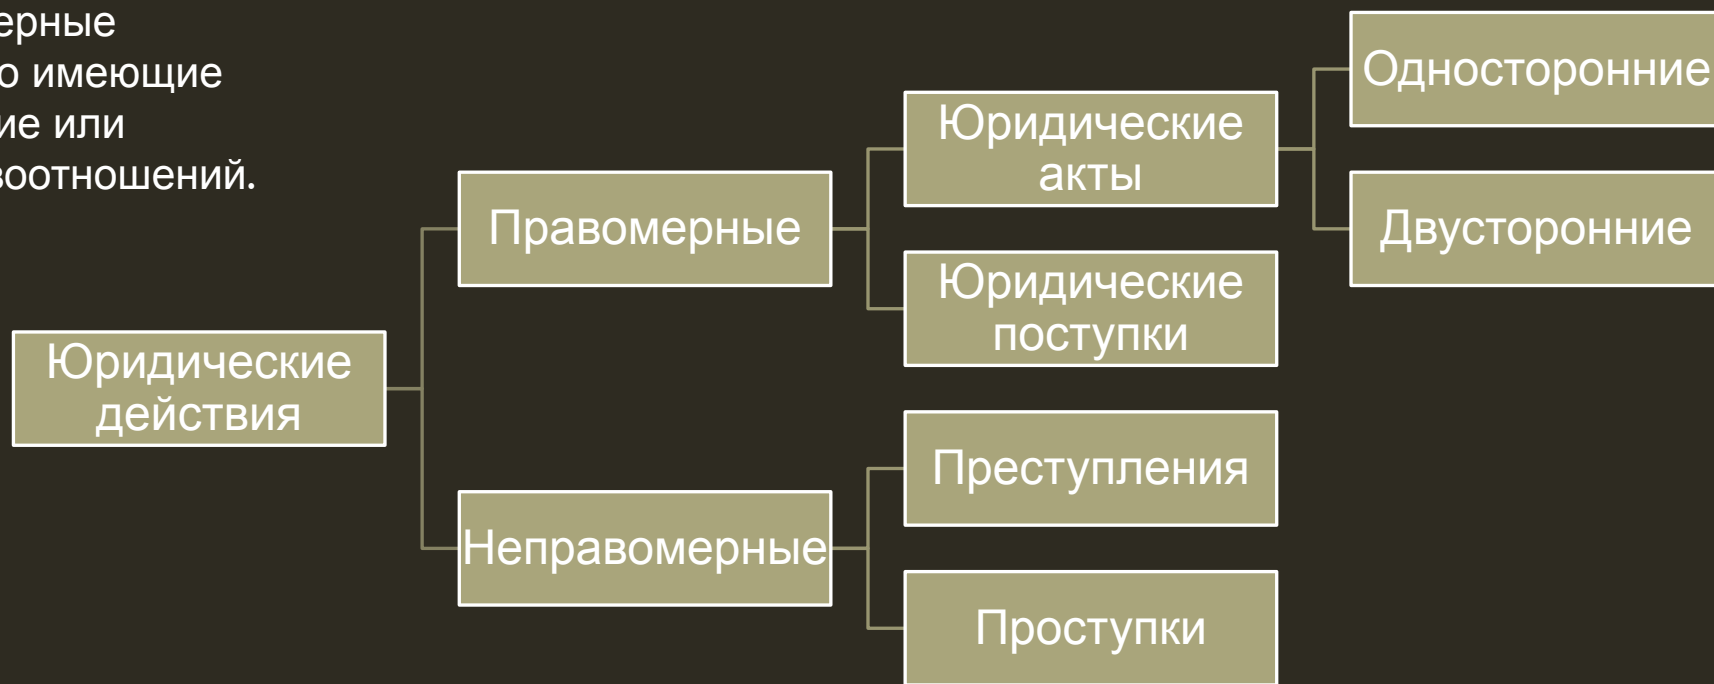 ерные
о имеющие
ие или
воотношений.
Юридические
действия
Правомерные
Неправомерные
Юридические
акты
Юридические
поступки
Преступления
Проступки
Односторонние
Двусторонние